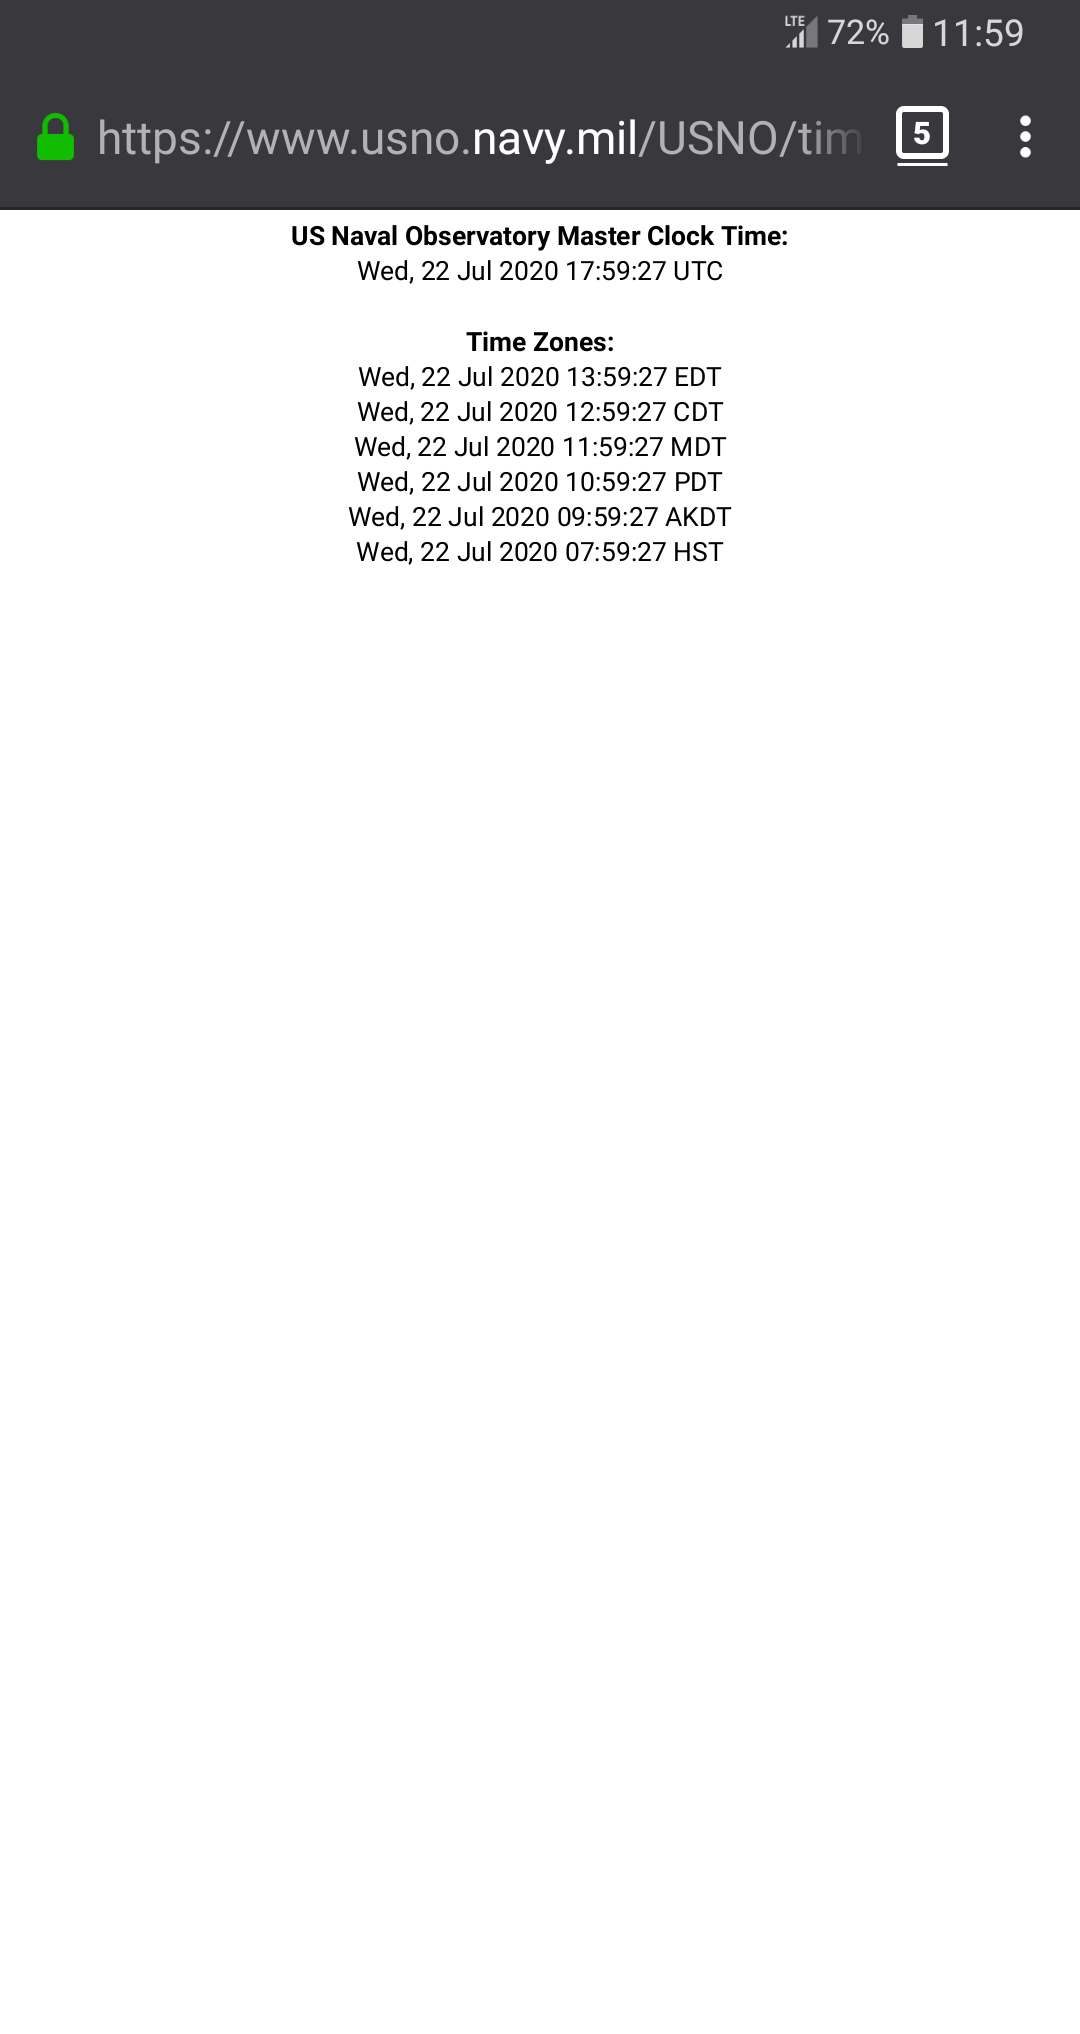 LTE 72% 11:59
https://www.usno.navy.mil/USNO/tim 5
US Naval Observatory Master Clock Time:
Wed, 22 Jul 2020 17:59:27 UTC
Time Zones:
Wed, 22 Jul 2020 13:59:27 EDT
Wed, 22 Jul 2020 12:59:27 CDT
Wed, 22 Jul 2020 11:59:27 MDT
Wed, 22 Jul 2020 10:59:27 PDT
Wed, 22 Jul 2020 09:59:27 AKDT
Wed, 22 Jul 2020 07:59:27 HST